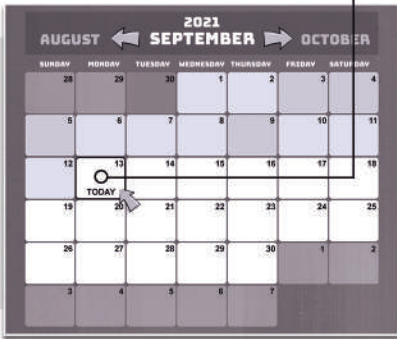 2021
AUGUST SEPTEMBER OCTOBER
SUNDAY MONDAY TUESDAY WEDNESDAY THURSDAY FRIDAY SATURDAY
28 29 30 1 2 3 4
5 6 7 8 9 10 11
12 13 14 15 16 17 18
TODAY
19 20 21 22 23 24 25
26 27 28 29 30 1 2
3 4 5 6 7